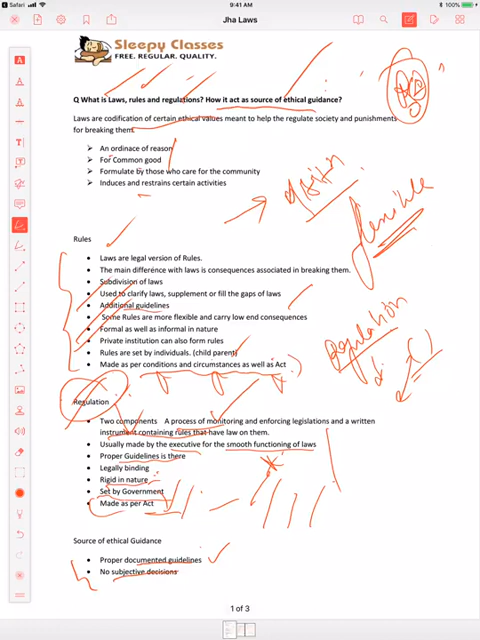 Safari 9:41 AM 100%
Jha Laws
Sleepy Classes
FREE. REGULAR. QUALITY.
Q What is Laws, rules and regulations? How it act as source of ethical guidance?
Laws are codification of certain ethical values meant to help the regulate society and punishments
for breaking them.
An ordinace of reason
For Common good
Formulate by those who care for the community
Induces and restrains certain activities
Rules
Laws are legal version of Rules.
The main difference with laws is consequences associated in breaking them.
Subdivision of laws
Used to clarify laws, supplement or fill the gaps of laws
Additional guidelines
Some Rules are more flexible and carry low end consequences
Formal as well as informal in nature
Private institution can also form rules
Rules are set by individuals. (child parent)
Made as per conditions and circumstances as well as Act
flexible
Regulation
Regulation
Two components A process of monitoring and enforcing legislations and a written
instrument containing rules that have law on them.
Usually made by the executive for the smooth functioning of laws
Proper Guidelines is there
Legally binding
Rigid in nature
Set by Government
Made as per Act
Source of ethical Guidance
Proper documented guidelines
No subjective decisions
1 of 3